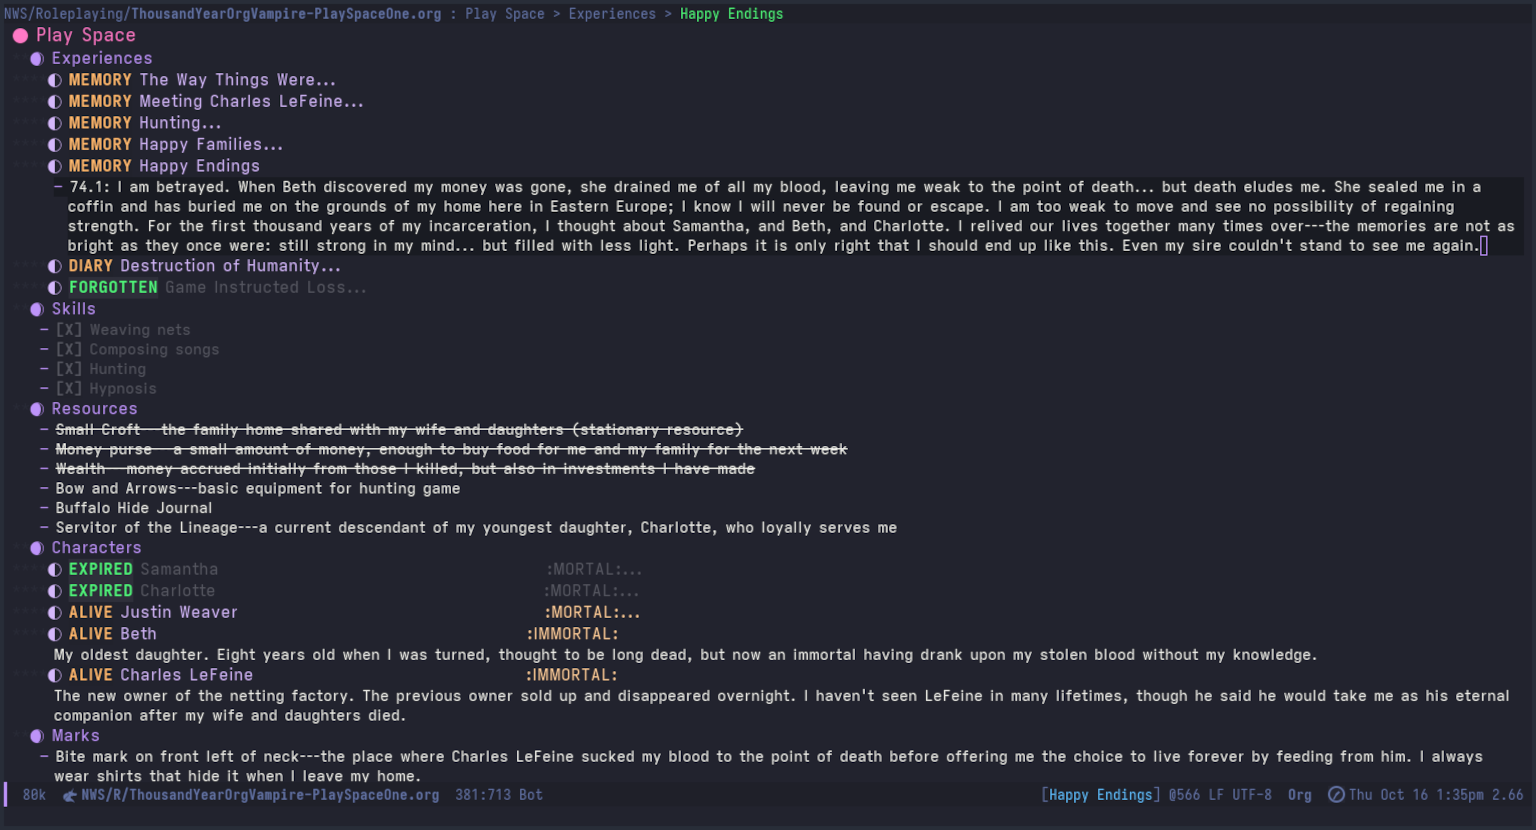 NWS/Roleplaying/ThousandYearOrgVampire-PlaySpaceOne.org : Play Space > Experiences > Happy Endings
Play Space
Experiences
MEMORY The Way Things Were...
MEMORY Meeting Charles LeFeine...
MEMORY Hunting...
MEMORY Happy Families...
MEMORY Happy Endings
- 74.1: I am betrayed. When Beth discovered my money was gone, she drained me of all my blood, leaving me weak to the point of death... but death eludes me. She sealed me in a
coffin and has buried me on the grounds of my home here in Eastern Europe; I know I will never be found or escape. I am too weak to move and see no possibility of regaining
strength. For the first thousand years of my incarceration, I thought about Samantha, and Beth, and Charlotte. I relived our lives together many times over---the memories are not as
bright as they once were: still strong in my mind... but filled with less light. Perhaps it is only right that I should end up like this. Even my sire couldn't stand to see me again.
DIARY Destruction of Humanity...
FORGOTTEN Game Instructed Loss...
Skills
- [X] Weaving nets
- [X] Composing songs
- [X] Hunting
- [X] Hypnosis
Resources
- Small Croft---the family home shared with my wife and daughters (stationary resource)
- Money purse---a small amount of money, enough to buy food for me and my family for the next week
- Wealth---money accrued initially from those I killed, but also in investments I have made
- Bow and Arrows---basic equipment for hunting game
- Buffalo Hide Journal
- Servitor of the Lineage---a current descendant of my youngest daughter, Charlotte, who loyally serves me
Characters
EXPIRED Samantha :MORTAL:...
EXPIRED Charlotte :MORTAL:...
ALIVE Justin Weaver :MORTAL:...
ALIVE Beth :IMMORTAL:
My oldest daughter. Eight years old when I was turned, thought to be long dead, but now an immortal having drank upon my stolen blood without my knowledge.
ALIVE Charles LeFeine :IMMORTAL:
The new owner of the netting factory. The previous owner sold up and disappeared overnight. I haven't seen LeFeine in many lifetimes, though he said he would take me as his eternal
companion after my wife and daughters died.
Marks
- Bite mark on front left of neck---the place where Charles LeFeine sucked my blood to the point of death before offering me the choice to live forever by feeding from him. I always
wear shirts that hide it when I leave my home.
80k NWS/R/ThousandYearOrgVampire-PlaySpaceOne.org 381:713 Bot [Happy Endings] @566 LF UTF-8 Org Thu Oct 16 1:35pm 2.66